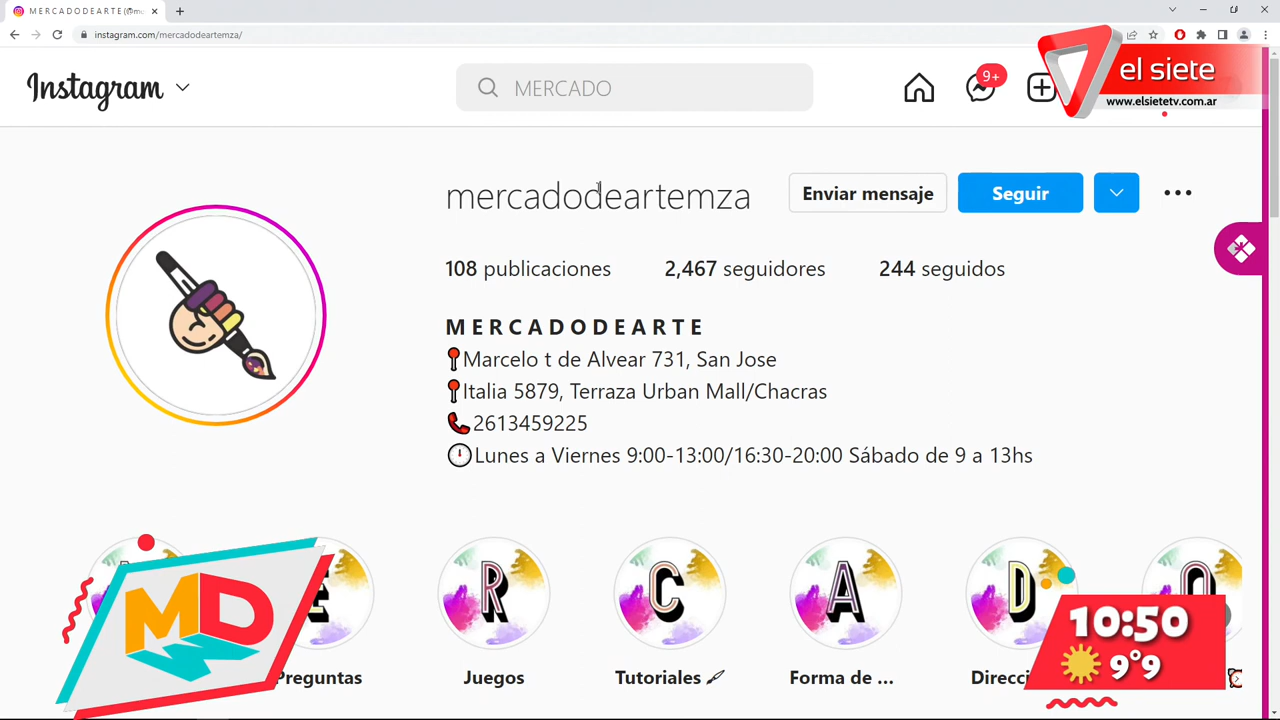 M E R C A D O D E A R T E (@m
instagram.com/mercadodeartemza/
Instagram
MERCADO
9+
el siete
www.elsietetv.com.ar
mercadodeartemza
Enviar mensaje
Seguir
108 publicaciones
2,467 seguidores
244 seguidos
M E R C A D O D E A R T E
Marcelo t de Alvear 731, San Jose
Italia 5879, Terraza Urban Mall/Chacras
2613459225
Lunes a Viernes 9:00-13:00/16:30-20:00 Sábado de 9 a 13hs
E
R
C
A
D
O
MD
10:50
9°9
Preguntas
Juegos
Tutoriales
Forma de ...
Direcci